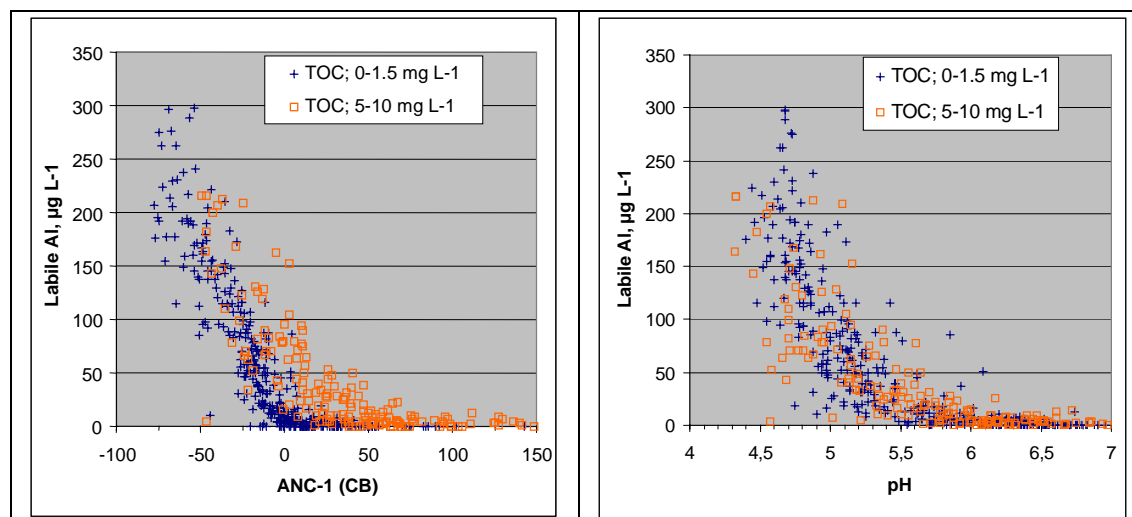 TOC; 0-1.5 mg L-1
TOC; 5-10 mg L-1
Labile Al, µg L-1
350
300
250
200
150
100
50
0
-100 -50 0 50 100 150
ANC-1 (CB)
TOC; 0-1.5 mg L-1
TOC; 5-10 mg L-1
Labile Al, µg L-1
350
300
250
200
150
100
50
0
4 4,5 5 5,5 6 6,5 7
pH